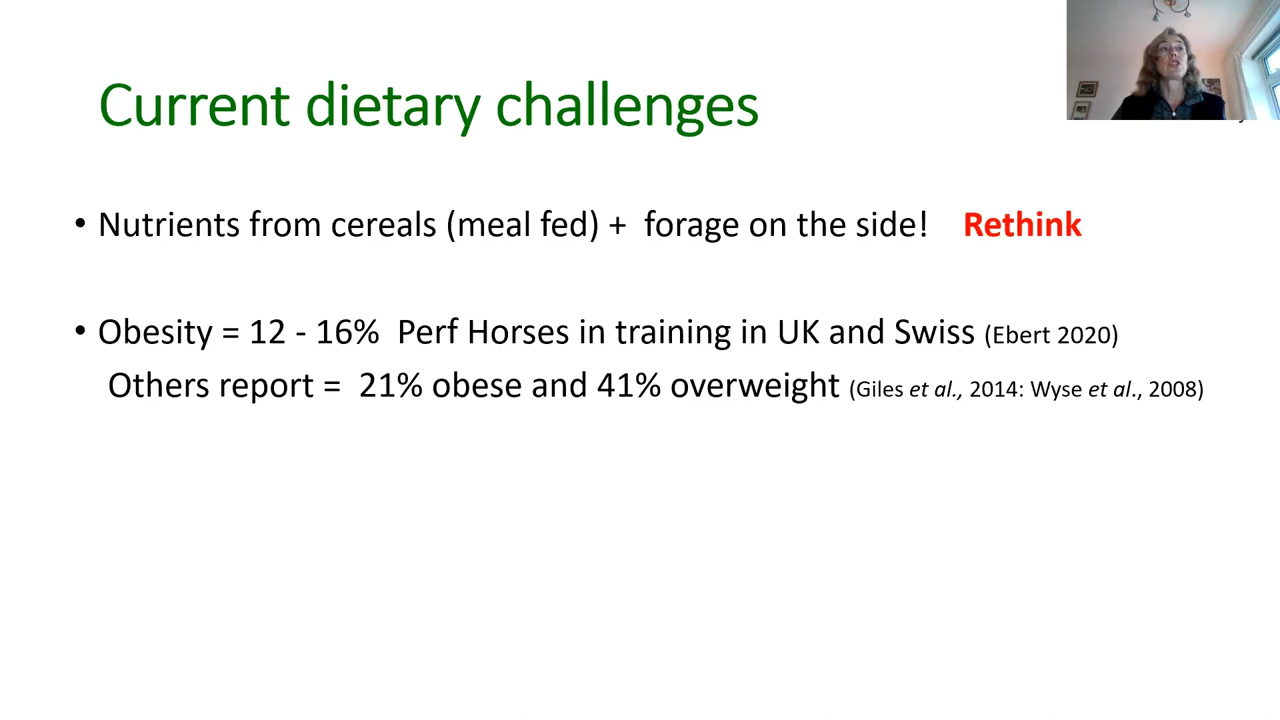 Current dietary challenges
• Nutrients from cereals (meal fed) + forage on the side! Rethink
• Obesity = 12 - 16% Perf Horses in training in UK and Swiss (Ebert 2020)
Others report = 21% obese and 41% overweight (Giles et al., 2014: Wyse et al., 2008)